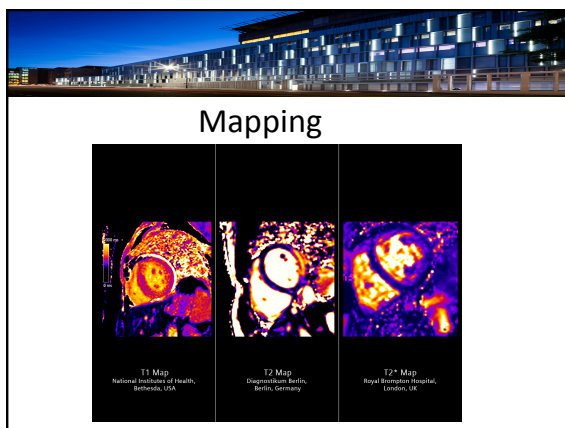 Mapping
T1 Map
National Institutes of Health,
Bethesda, USA
T2 Map
Diagnostikum Berlin,
Berlin, Germany
T2* Map
Royal Brompton Hospital,
London, UK